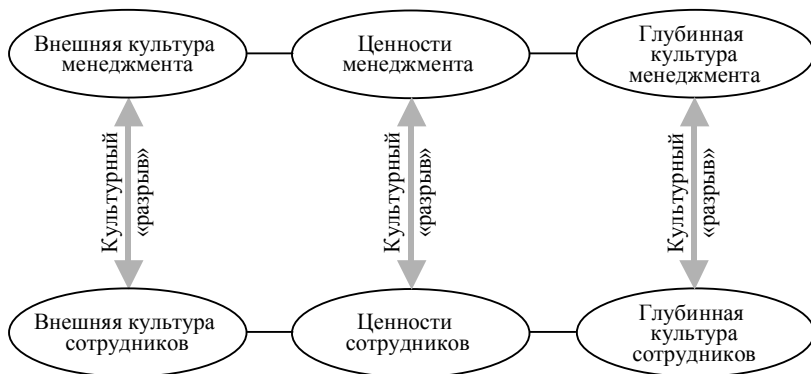 Внешняя культура
менеджмента
Ценности
менеджмента
Глубинная
культура
менеджмента
Культурный
«разрыв»
Культурный
«разрыв»
Культурный
«разрыв»
Внешняя культура
сотрудников
Ценности
сотрудников
Глубинная
культура
сотрудников